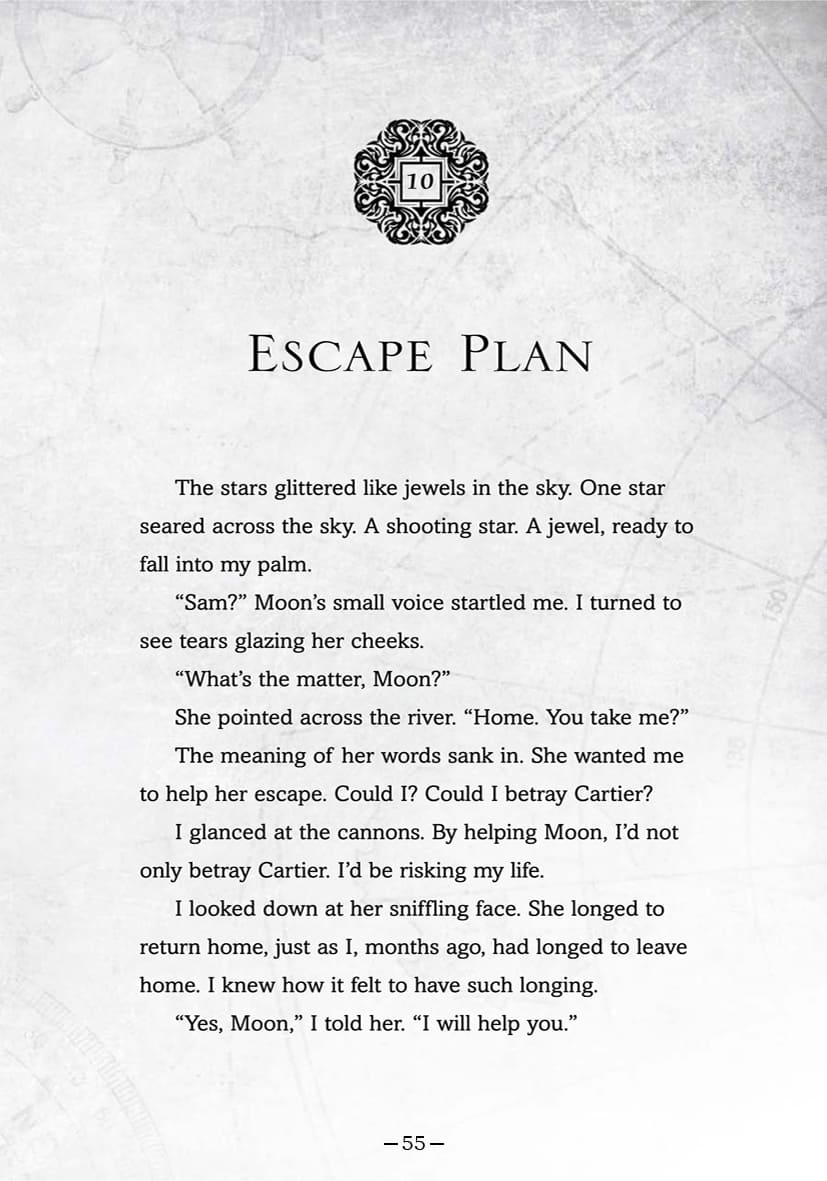 10
Escape Plan
The stars glittered like jewels in the sky. One star
seared across the sky. A shooting star. A jewel, ready to
fall into my palm.
“Sam?” Moon’s small voice startled me. I turned to
see tears glazing her cheeks.
“What’s the matter, Moon?”
She pointed across the river. “Home. You take me?”
The meaning of her words sank in. She wanted me
to help her escape. Could I? Could I betray Cartier?
I glanced at the cannons. By helping Moon, I’d not
only betray Cartier. I’d be risking my life.
I looked down at her sniffling face. She longed to
return home, just as I, months ago, had longed to leave
home. I knew how it felt to have such longing.
“Yes, Moon,” I told her. “I will help you.”
150
—55—